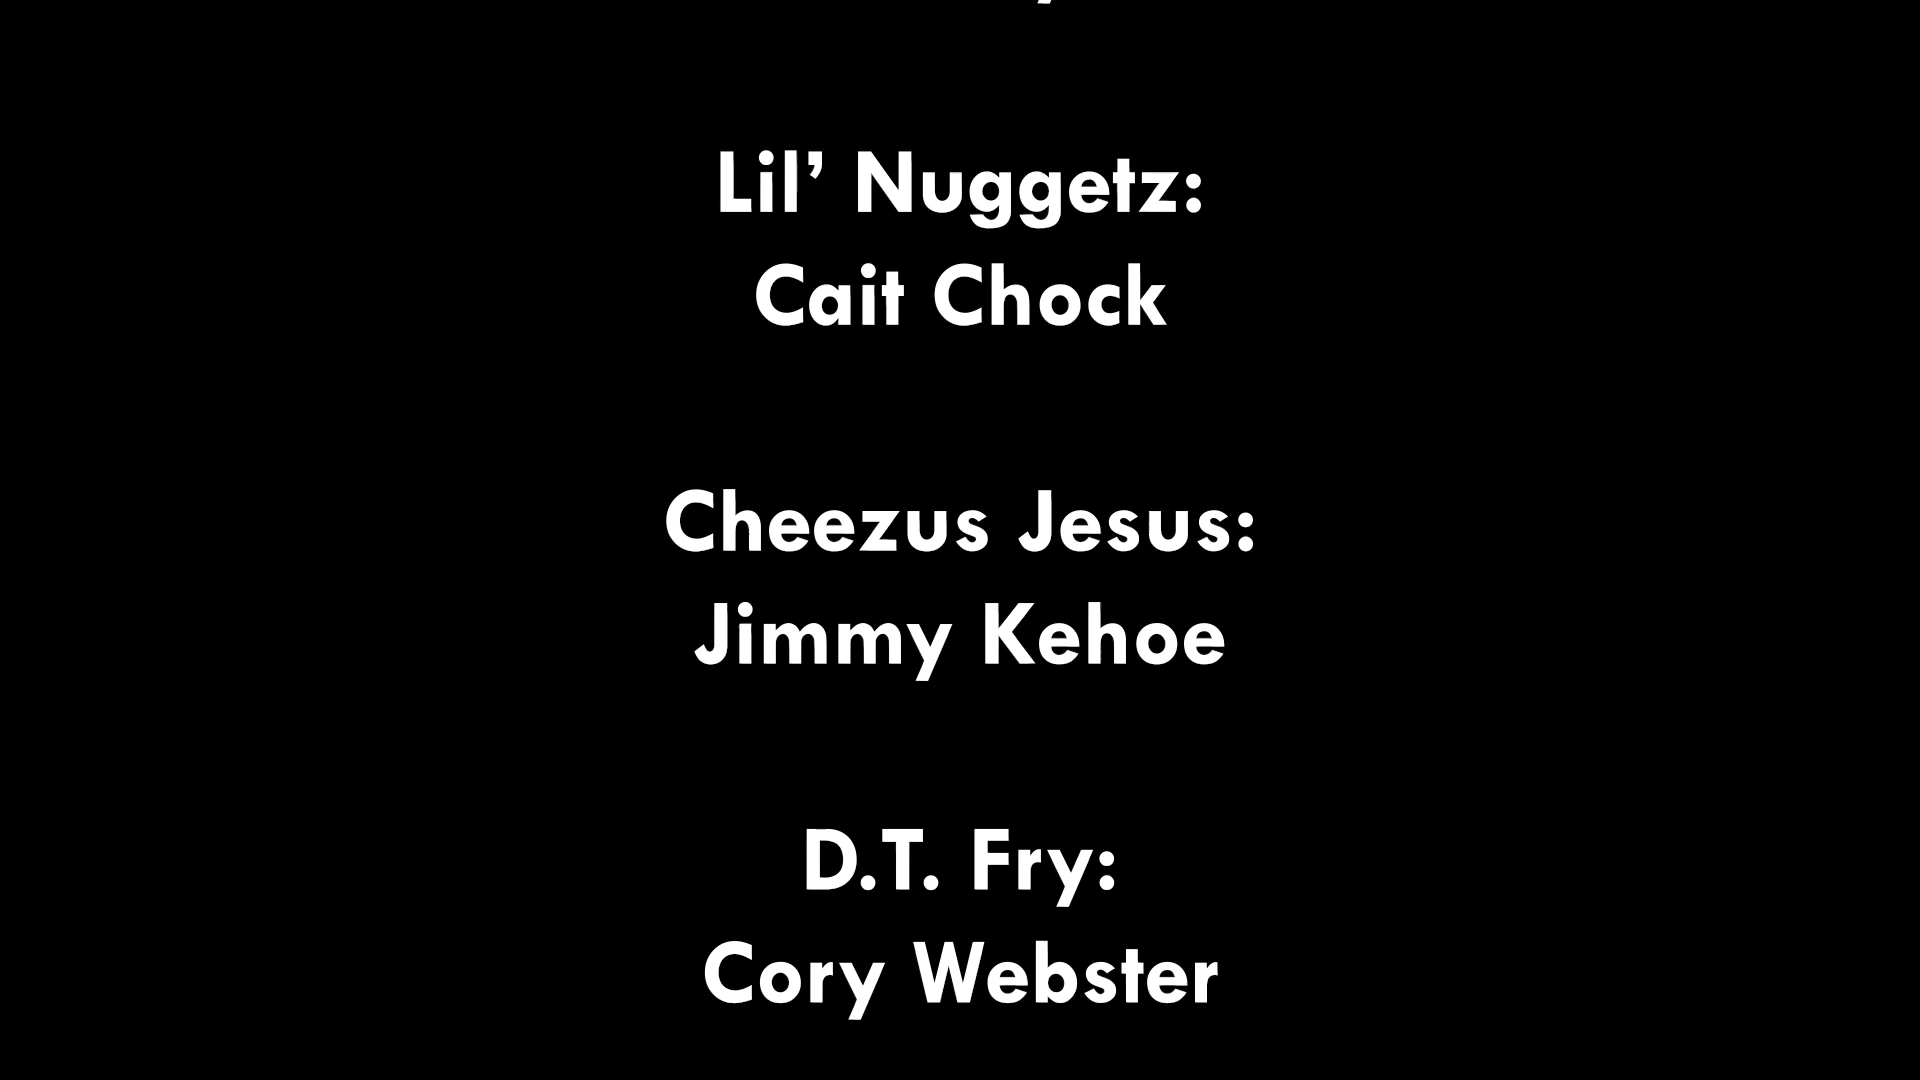 Lil’ Nuggetz:
Cait Chock
Cheezus Jesus:
Jimmy Kehoe
D.T. Fry:
Cory Webster